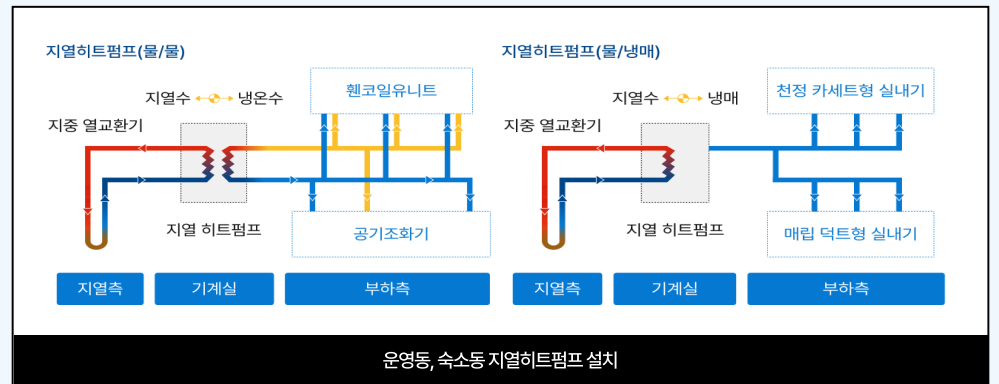 지열히트펌프(물/물)
지열수 냉온수
휀코일유니트
지중 열교환기
지열 히트펌프
공기조화기
지열측 기계실 부하측
지열히트펌프(물/냉매)
지열수 냉매
천정 카세트형 실내기
지중 열교환기
지열 히트펌프
매립 덕트형 실내기
지열측 기계실 부하측
운영동, 숙소동 지열히트펌프 설치